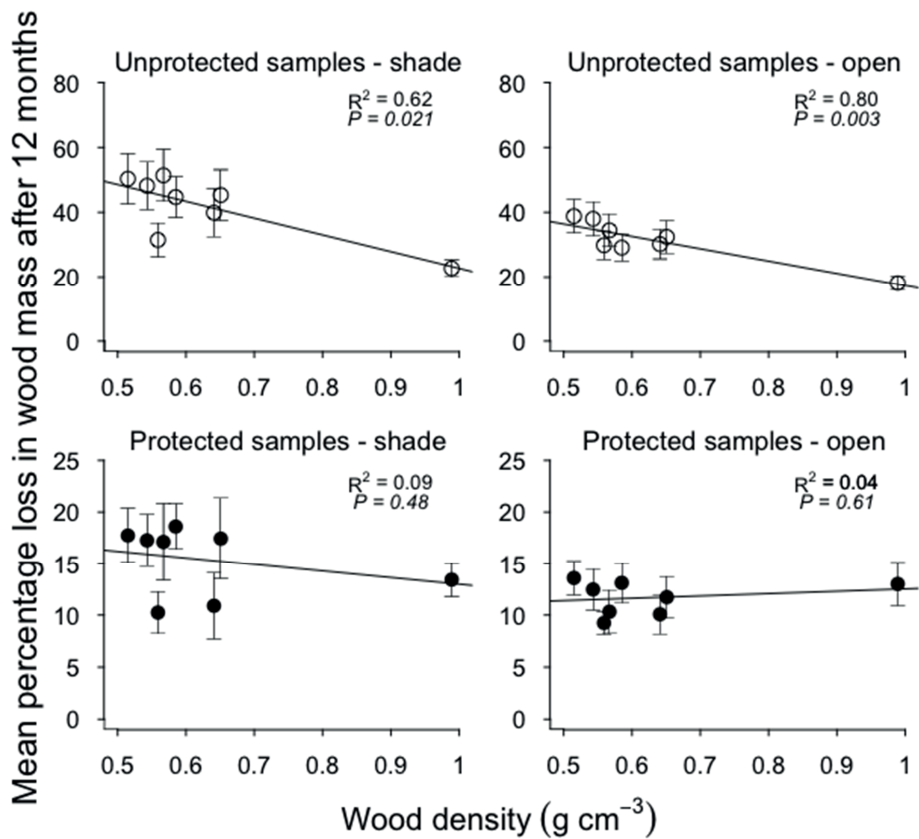 Mean percentage loss in wood mass after 12 months
Unprotected samples - shade
R² = 0.62
P = 0.021
80
60
40
20
0
0.5 0.6 0.7 0.8 0.9 1
Unprotected samples - open
R² = 0.80
P = 0.003
80
60
40
20
0
0.5 0.6 0.7 0.8 0.9 1
Protected samples - shade
R² = 0.09
P = 0.48
25
20
15
10
5
0
0.5 0.6 0.7 0.8 0.9 1
Protected samples - open
R² = 0.04
P = 0.61
25
20
15
10
5
0
0.5 0.6 0.7 0.8 0.9 1
Wood density (g cm⁻³)